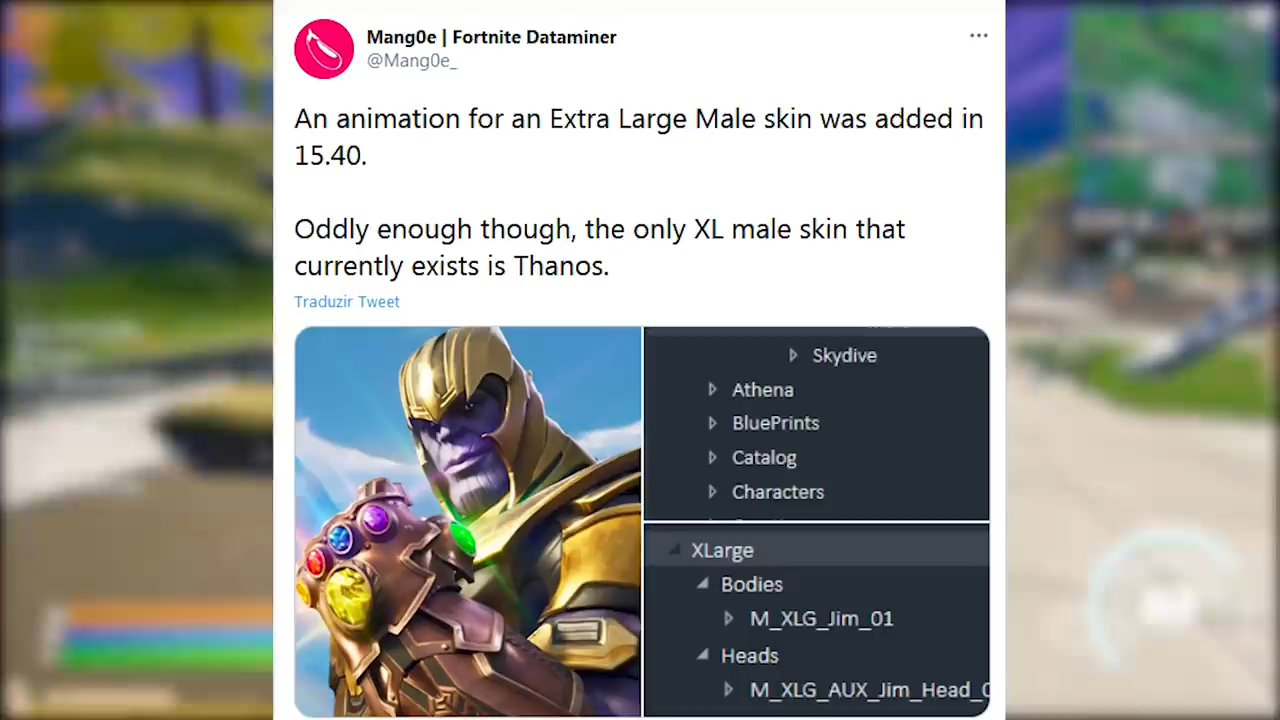 Mang0e | Fortnite Dataminer
@Mang0e_
An animation for an Extra Large Male skin was added in
15.40.
Oddly enough though, the only XL male skin that
currently exists is Thanos.
Traduzir Tweet
Skydive
Athena
BluePrints
Catalog
Characters
XLarge
Bodies
M_XLG_Jim_01
Heads
M_XLG_AUX_Jim_Head_